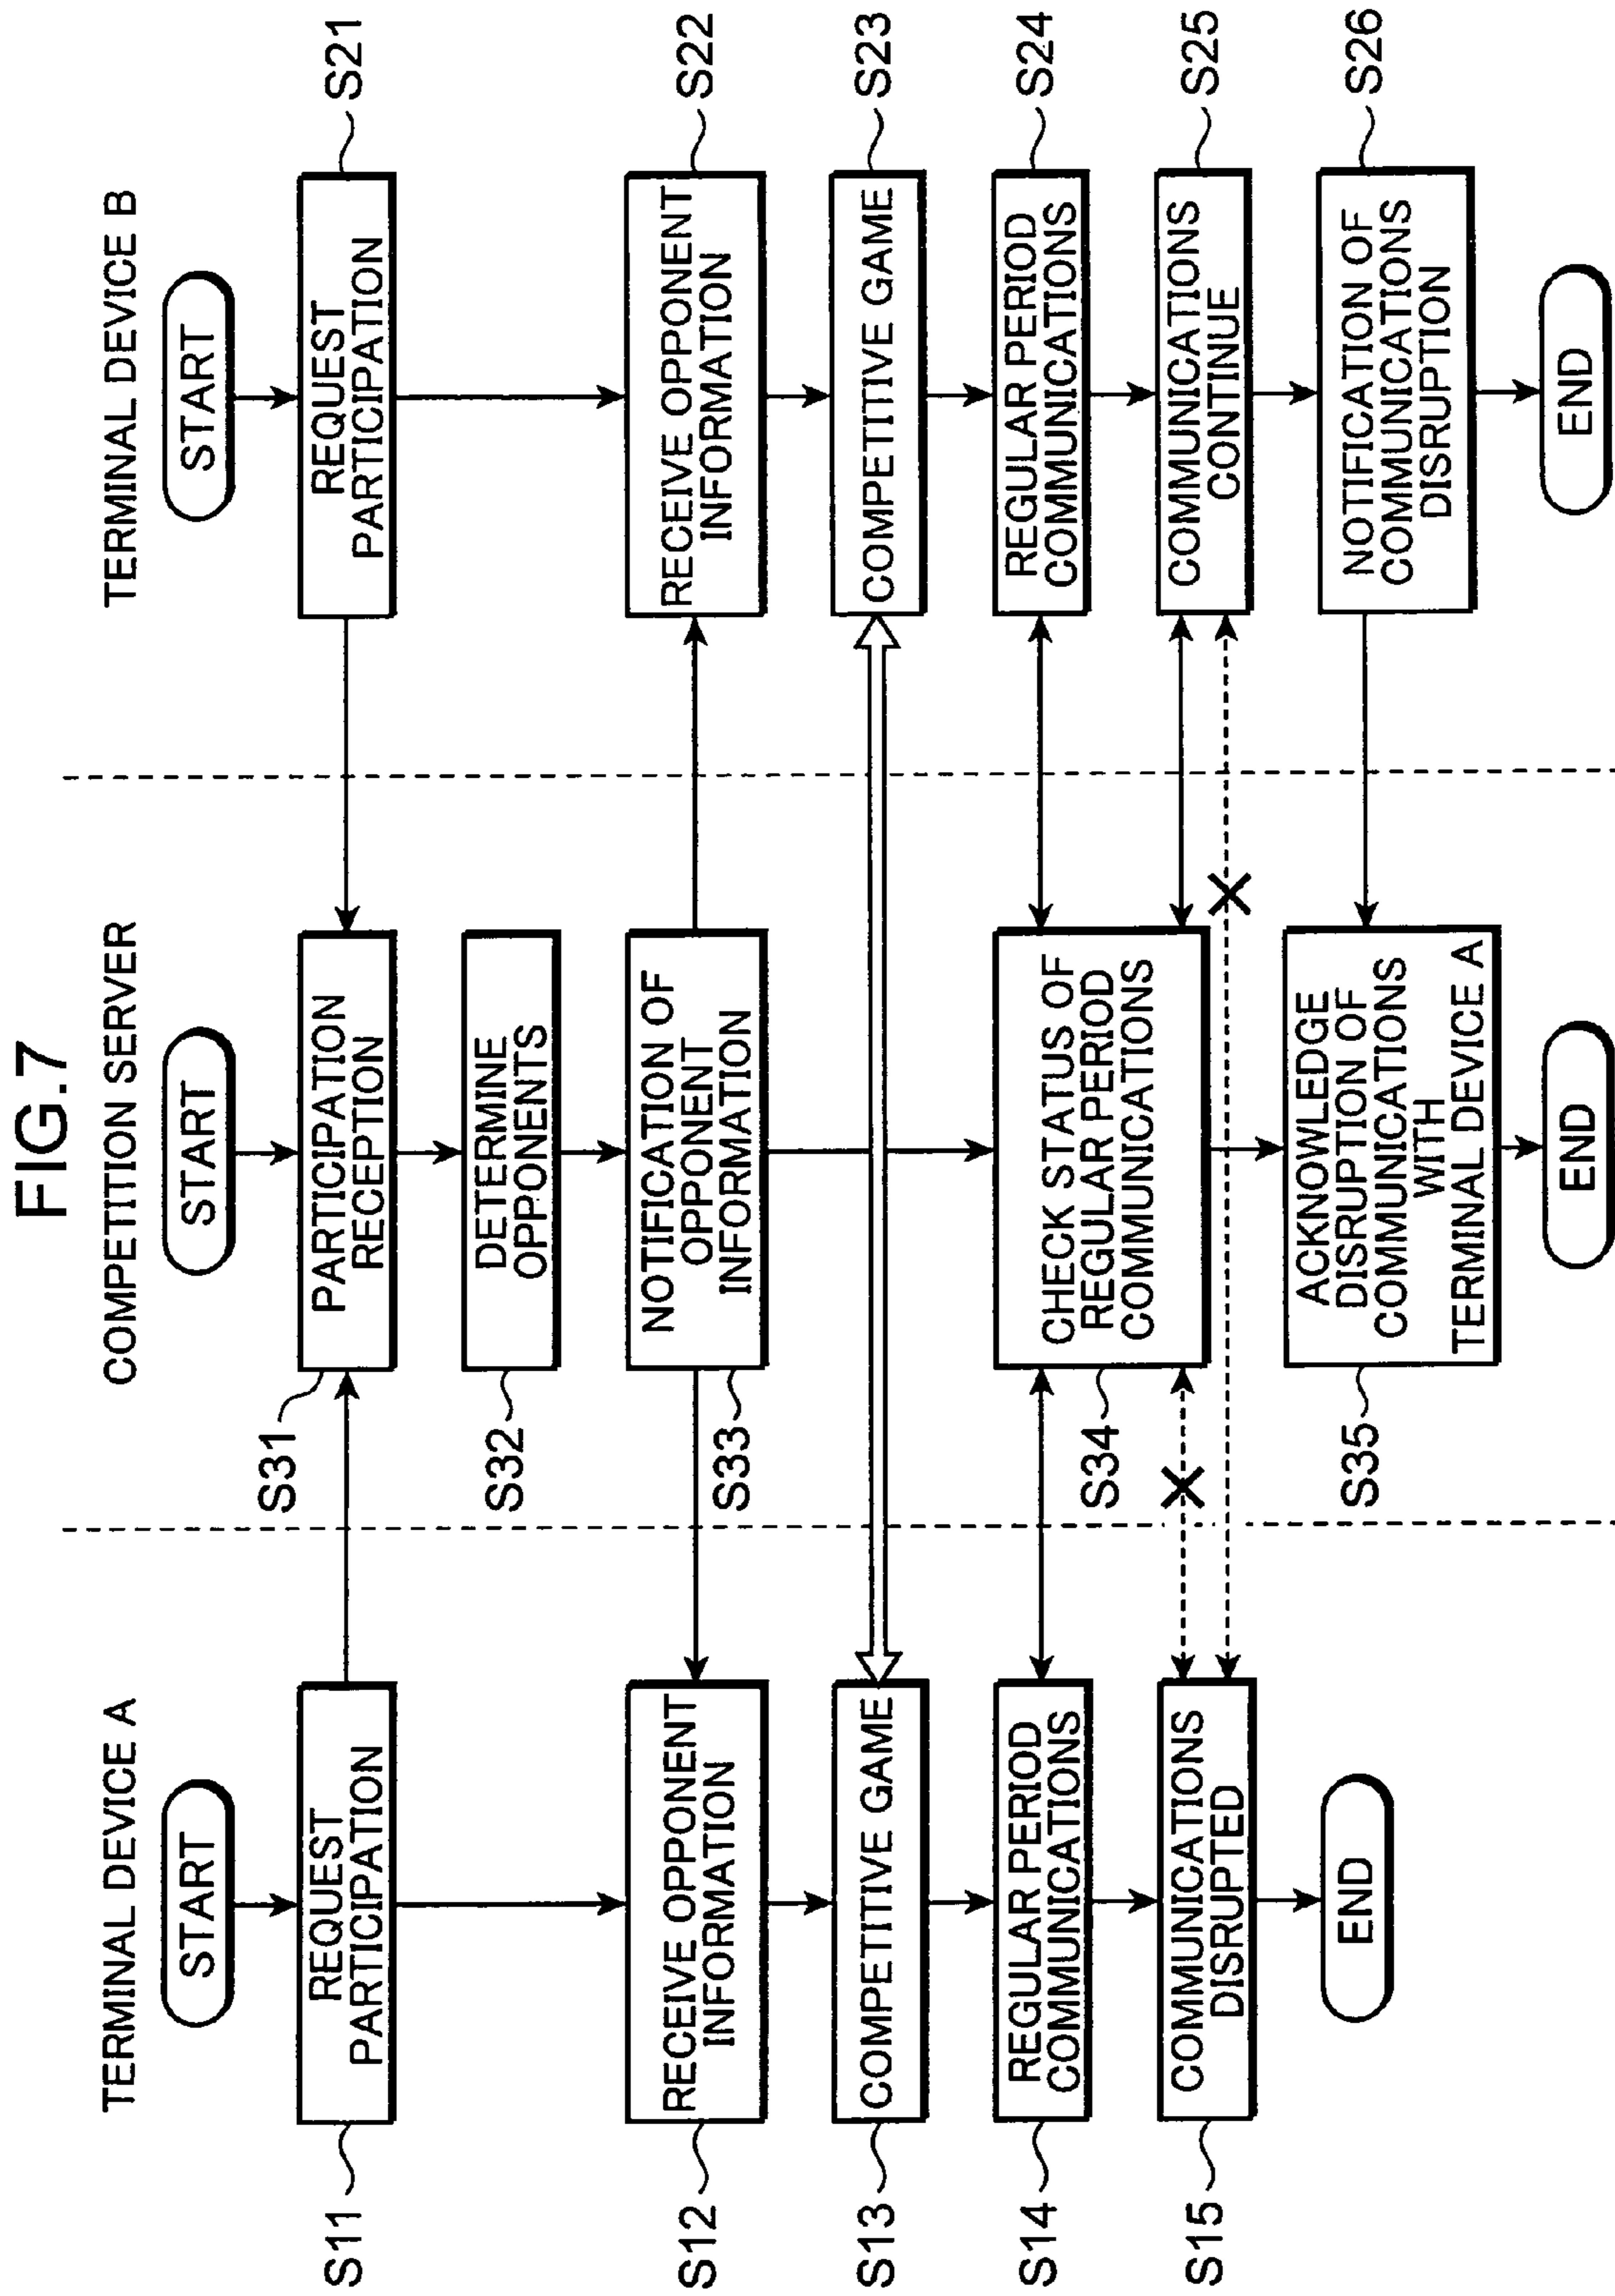 FIG.7
TERMINAL DEVICE A
START
REQUEST
PARTICIPATION
S11
RECEIVE OPPONENT
INFORMATION
S12
COMPETITIVE GAME
S13
REGULAR PERIOD
COMMUNICATIONS
S14
COMMUNICATIONS
DISRUPTED
S15
END
COMPETITION SERVER
START
PARTICIPATION
RECEPTION
S31
DETERMINE
OPPONENTS
S32
NOTIFICATION OF
OPPONENT
INFORMATION
S33
CHECK STATUS OF
REGULAR PERIOD
COMMUNICATIONS
S34
ACKNOWLEDGE
DISRUPTION OF
COMMUNICATIONS
WITH
TERMINAL DEVICE A
S35
END
TERMINAL DEVICE B
START
REQUEST
PARTICIPATION
S21
RECEIVE OPPONENT
INFORMATION
S22
COMPETITIVE GAME
S23
REGULAR PERIOD
COMMUNICATIONS
S24
COMMUNICATIONS
CONTINUE
S25
NOTIFICATION OF
COMMUNICATIONS
DISRUPTION
S26
END